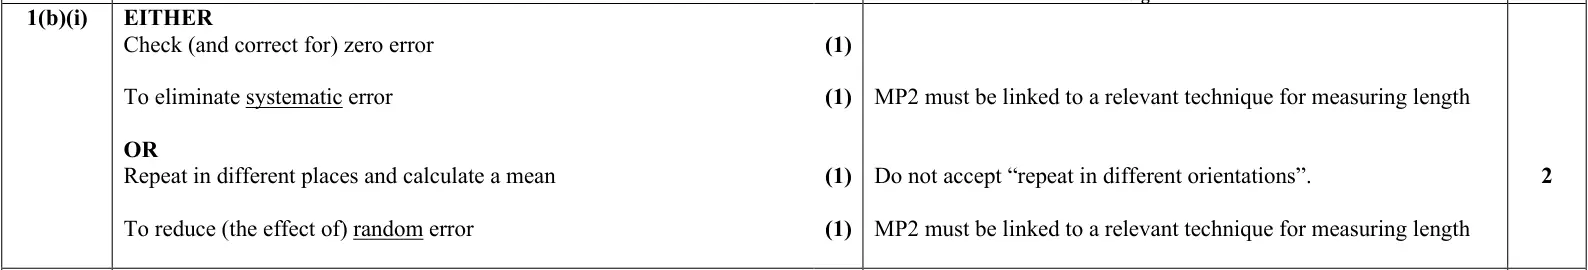 1(b)(i) EITHER
Check (and correct for) zero error (1)
To eliminate systematic error (1) MP2 must be linked to a relevant technique for measuring length
OR
Repeat in different places and calculate a mean (1) Do not accept “repeat in different orientations”. 2
To reduce (the effect of) random error (1) MP2 must be linked to a relevant technique for measuring length